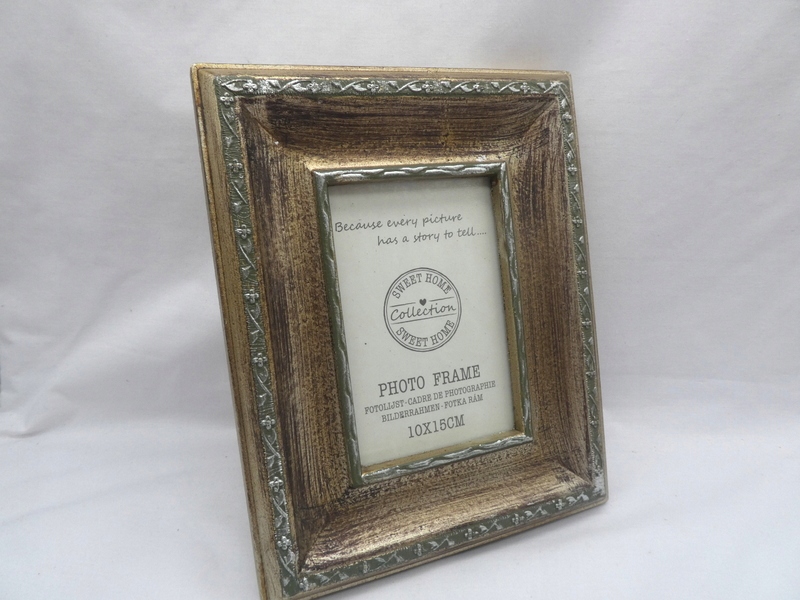 Because every picture
has a story to tell....
SWEET HOME
Collection
SWEET HOME
PHOTO FRAME
FOTOLIJST-CADRE DE PHOTOGRAPHIE
BILDERRAHMEN-FOTKA RÁM
10X15CM